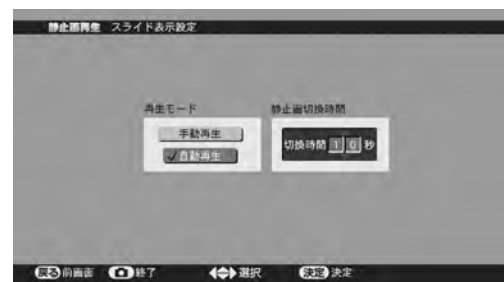 静止画再生 スライド表示設定
再生モード 静止画切換時間
手動再生
✓自動再生
切換時間 1 0 秒
戻る 前画面 終了 選択 決定 決定